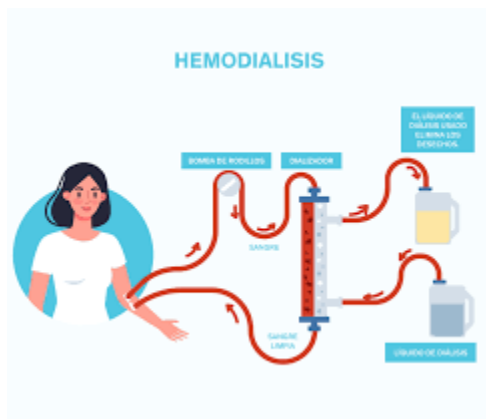 HEMODIALISIS
EL LÍQUIDO DE
DIÁLISIS USADO
ELIMINA LOS
DESECHOS.
BOMBA DE RODILLOS
DIALIZADOR
SANGRE
SANGRE
LIMPIA
LÍQUIDO DE DIÁLISIS